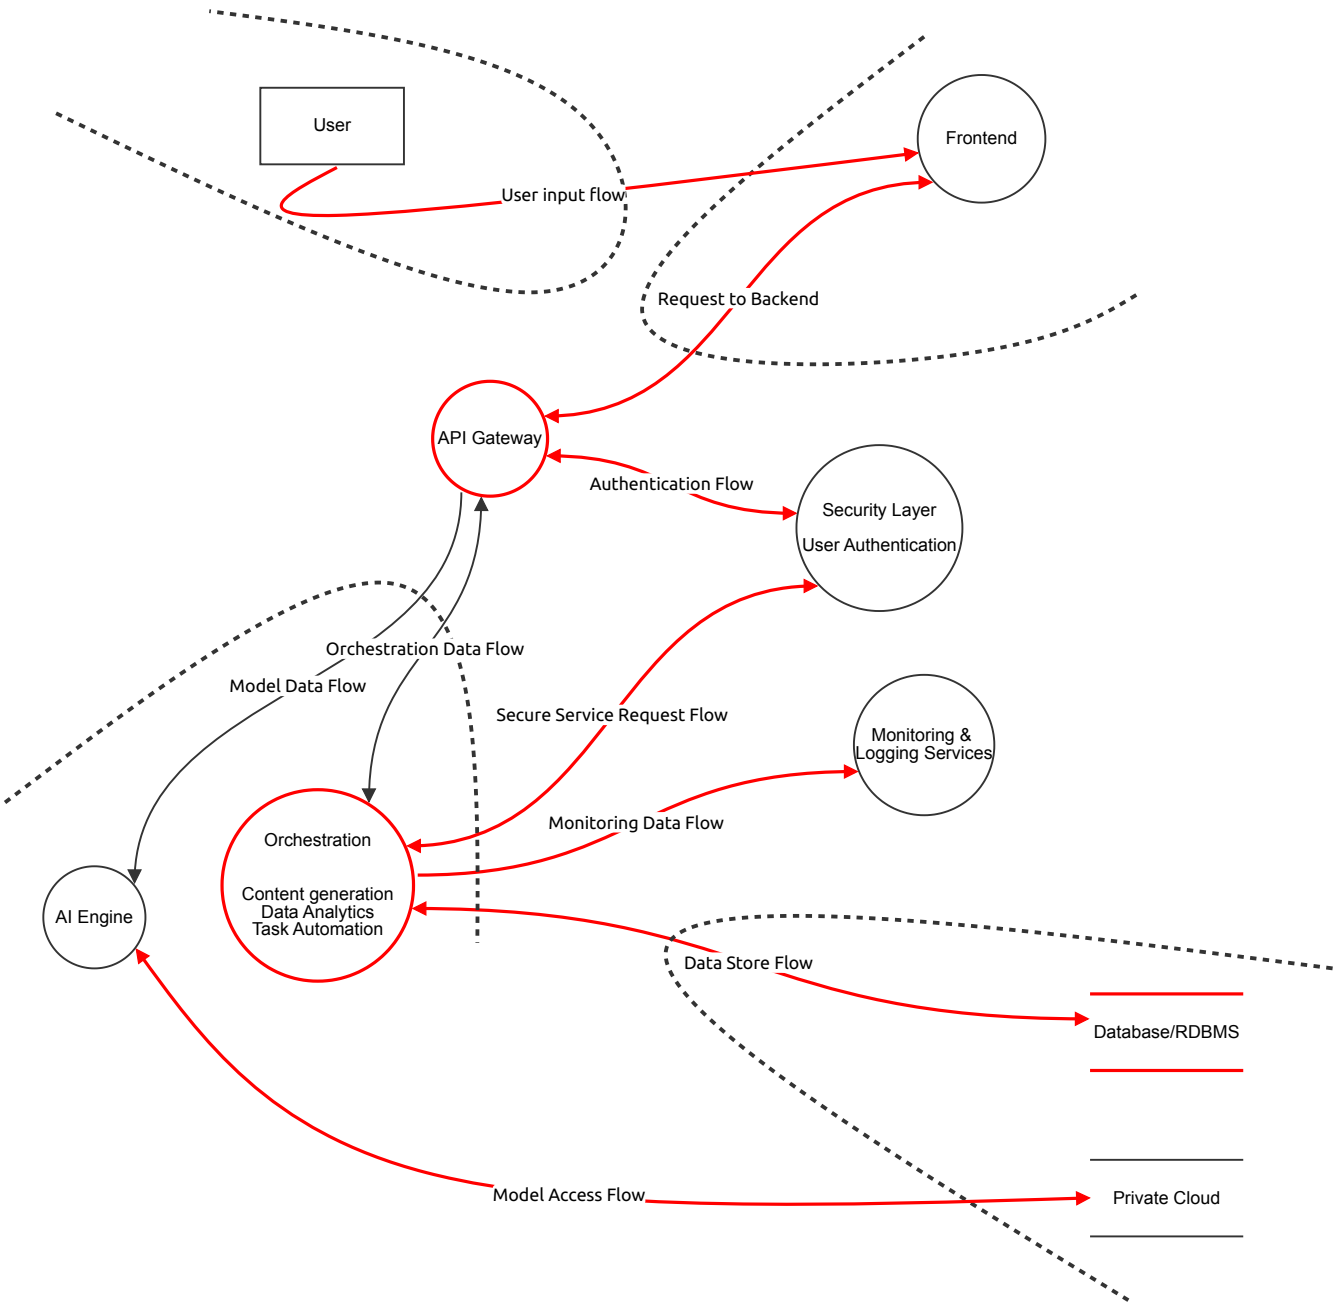 User
Frontend
User input flow
Request to Backend
API Gateway
Authentication Flow
Security Layer
User Authentication
Orchestration Data Flow
Model Data Flow
Secure Service Request Flow
Monitoring &
Logging Services
Monitoring Data Flow
Orchestration
Content generation
Data Analytics
Task Automation
AI Engine
Data Store Flow
Database/RDBMS
Model Access Flow
Private Cloud